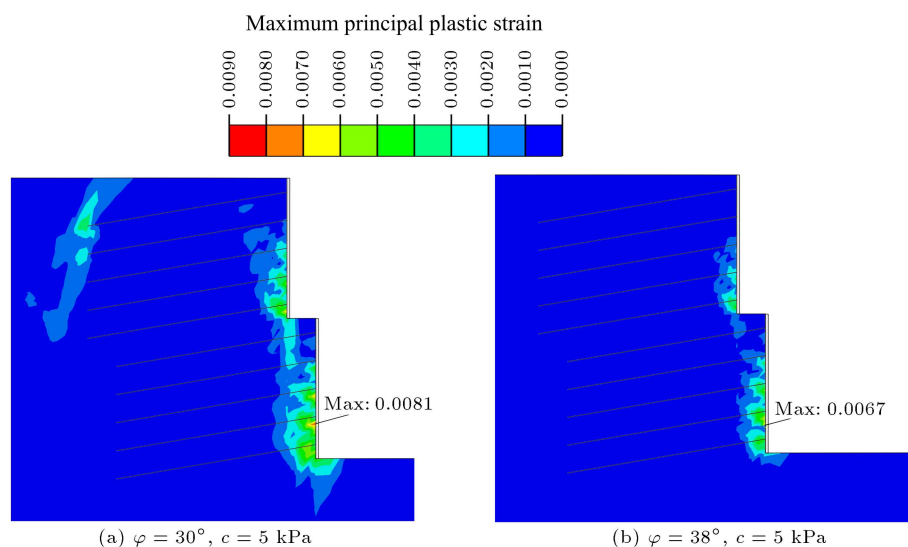 Maximum principal plastic strain
0.0090 0.0080 0.0070 0.0060 0.0050 0.0040 0.0030 0.0020 0.0010 0.0000
Max: 0.0081
Max: 0.0067
(a) φ = 30°, c = 5 kPa
(b) φ = 38°, c = 5 kPa